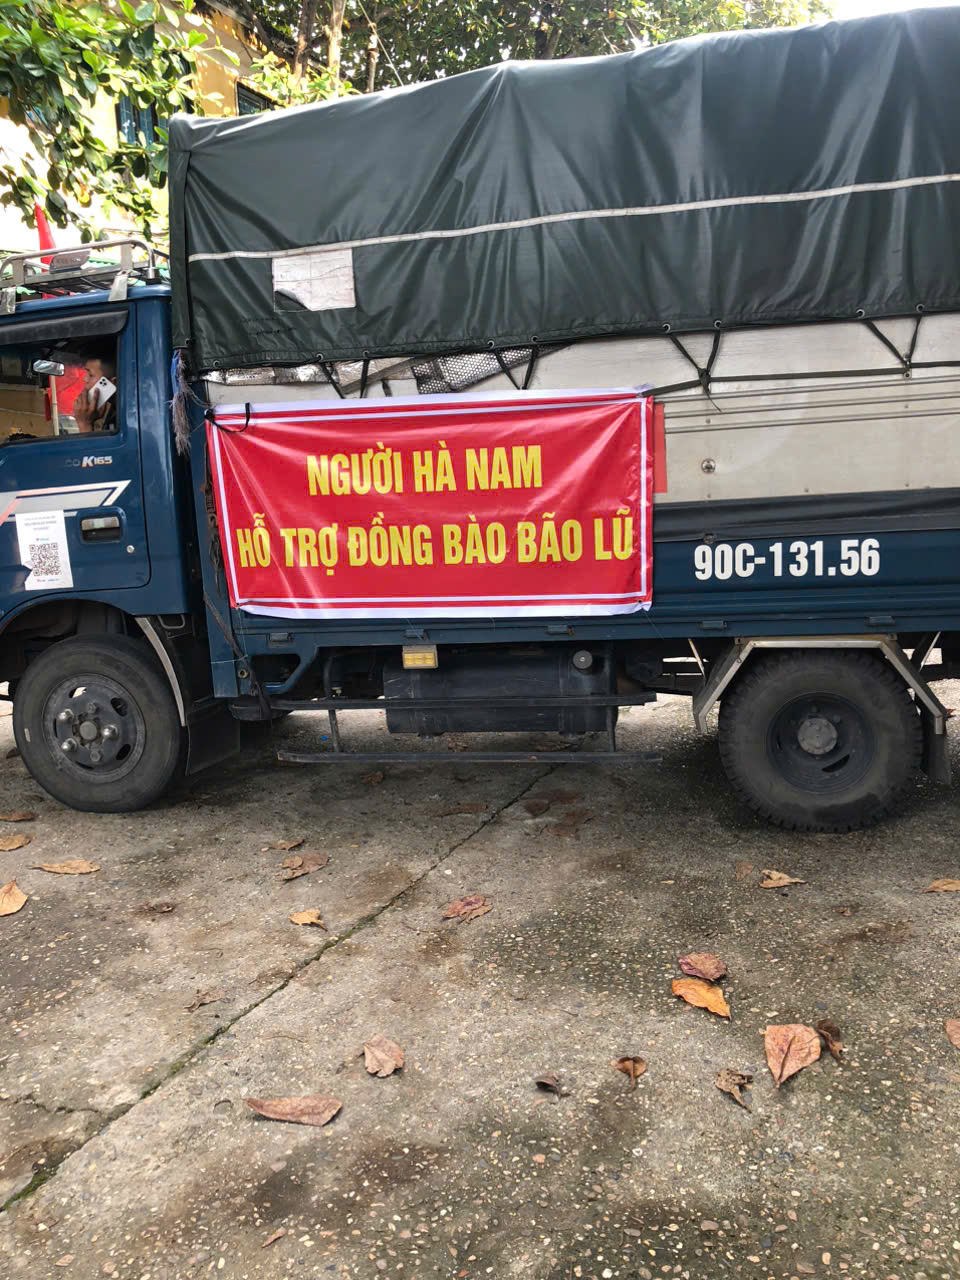 NGƯỜI HÀ NAM
HỖ TRỢ ĐỒNG BÀO BÃO LŨ
90C-131.56
K165